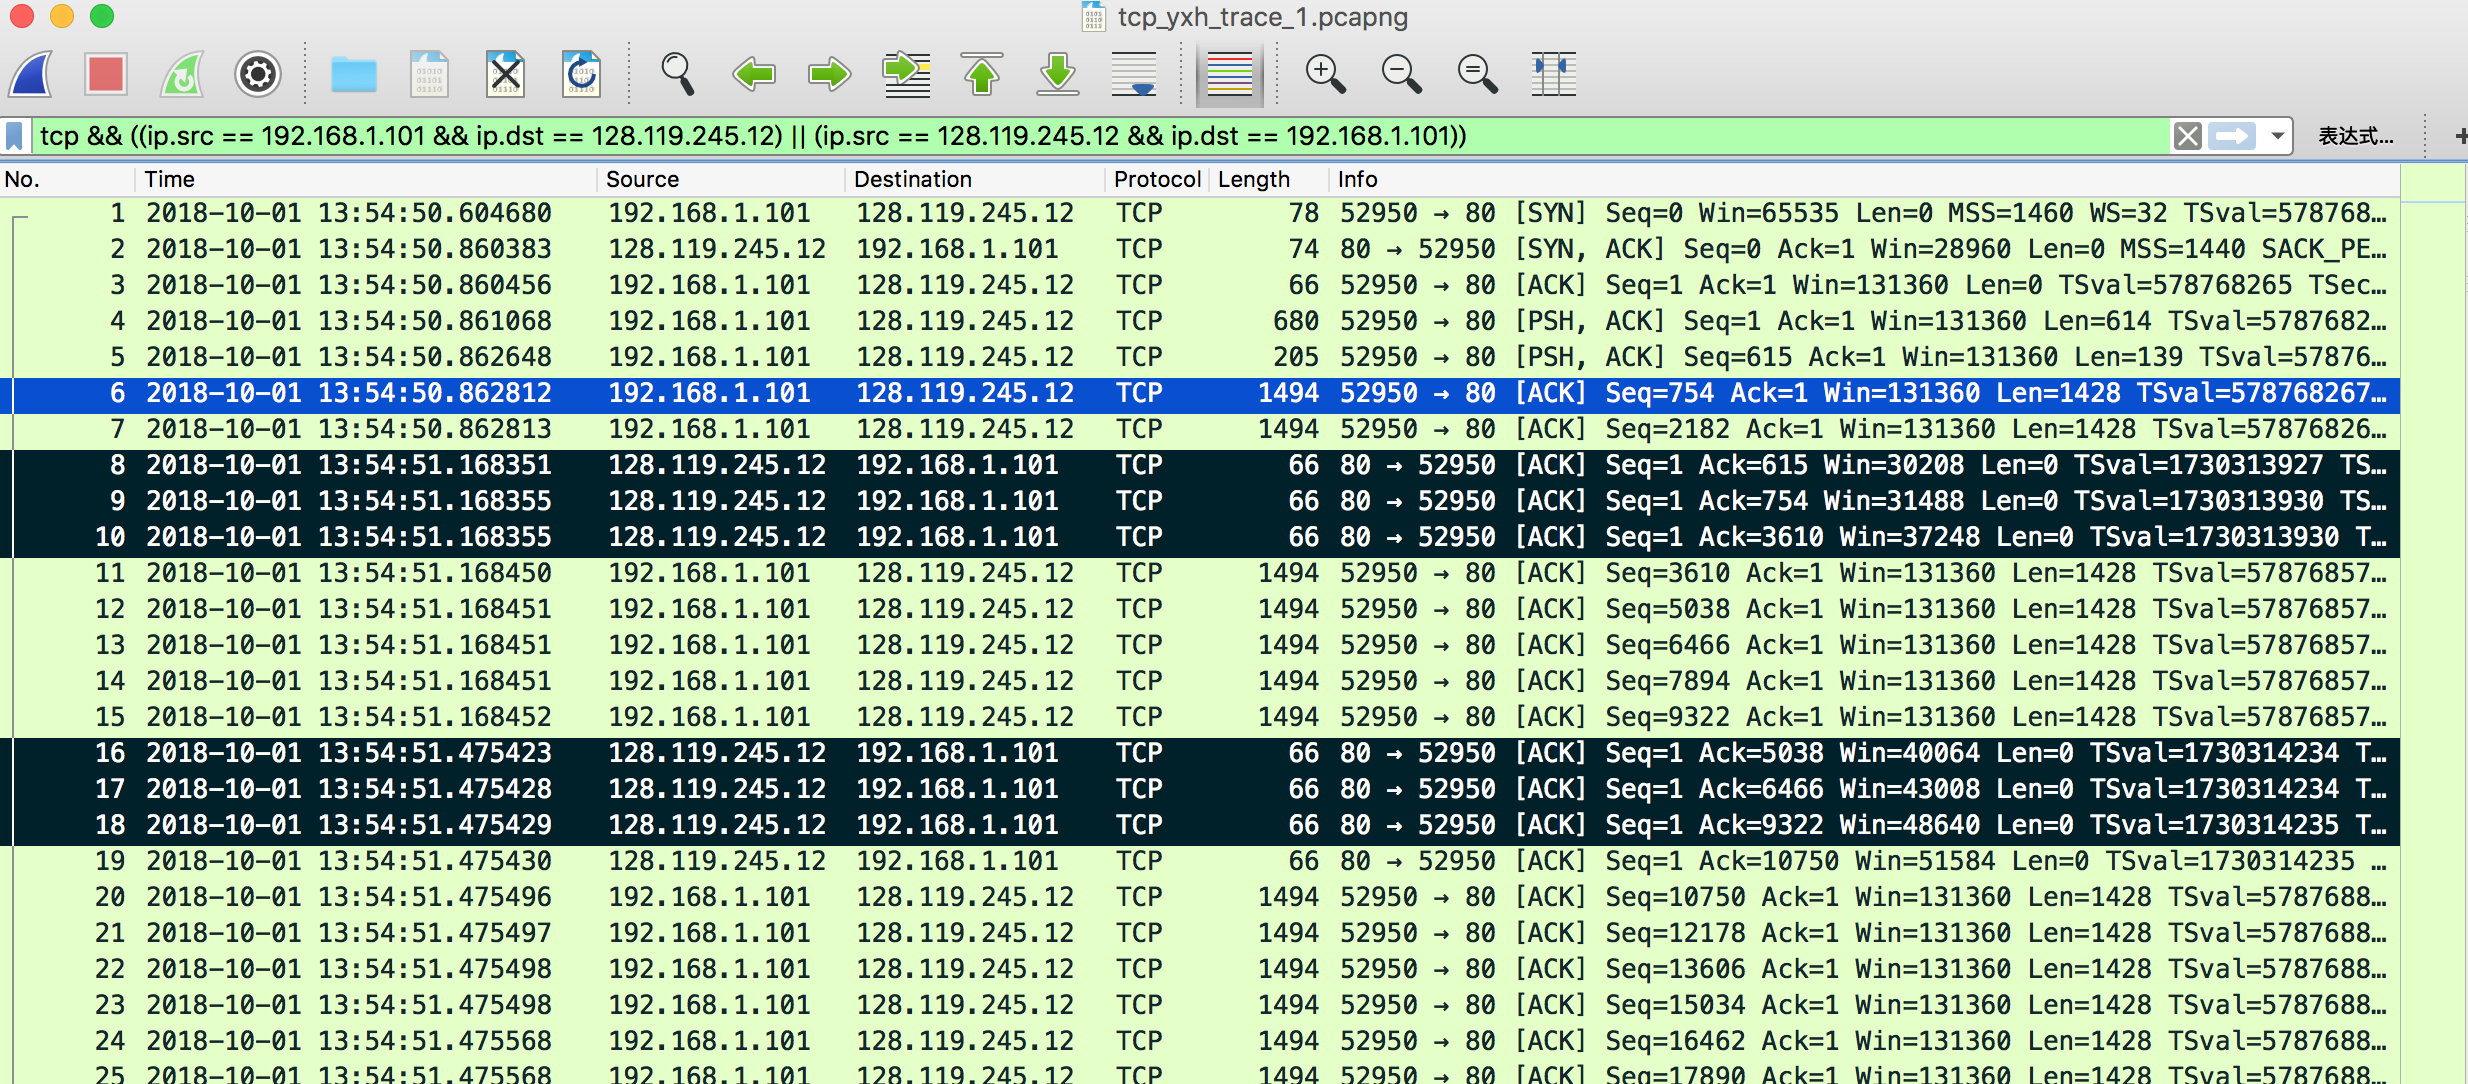 tcp_yxh_trace_1.pcapng
tcp && ((ip.src == 192.168.1.101 && ip.dst == 128.119.245.12) || (ip.src == 128.119.245.12 && ip.dst == 192.168.1.101)) 表达式… +
No. Time Source Destination Protocol Length Info
1 2018-10-01 13:54:50.604680 192.168.1.101 128.119.245.12 TCP 78 52950 → 80 [SYN] Seq=0 Win=65535 Len=0 MSS=1460 WS=32 TSval=578768…
2 2018-10-01 13:54:50.860383 128.119.245.12 192.168.1.101 TCP 74 80 → 52950 [SYN, ACK] Seq=0 Ack=1 Win=28960 Len=0 MSS=1440 SACK_PE…
3 2018-10-01 13:54:50.860456 192.168.1.101 128.119.245.12 TCP 66 52950 → 80 [ACK] Seq=1 Ack=1 Win=131360 Len=0 TSval=578768265 TSec…
4 2018-10-01 13:54:50.861068 192.168.1.101 128.119.245.12 TCP 680 52950 → 80 [PSH, ACK] Seq=1 Ack=1 Win=131360 Len=614 TSval=5787682…
5 2018-10-01 13:54:50.862648 192.168.1.101 128.119.245.12 TCP 205 52950 → 80 [PSH, ACK] Seq=615 Ack=1 Win=131360 Len=139 TSval=57876…
6 2018-10-01 13:54:50.862812 192.168.1.101 128.119.245.12 TCP 1494 52950 → 80 [ACK] Seq=754 Ack=1 Win=131360 Len=1428 TSval=578768267…
7 2018-10-01 13:54:50.862813 192.168.1.101 128.119.245.12 TCP 1494 52950 → 80 [ACK] Seq=2182 Ack=1 Win=131360 Len=1428 TSval=57876826…
8 2018-10-01 13:54:51.168351 128.119.245.12 192.168.1.101 TCP 66 80 → 52950 [ACK] Seq=1 Ack=615 Win=30208 Len=0 TSval=1730313927 TS…
9 2018-10-01 13:54:51.168355 128.119.245.12 192.168.1.101 TCP 66 80 → 52950 [ACK] Seq=1 Ack=754 Win=31488 Len=0 TSval=1730313930 TS…
10 2018-10-01 13:54:51.168355 128.119.245.12 192.168.1.101 TCP 66 80 → 52950 [ACK] Seq=1 Ack=3610 Win=37248 Len=0 TSval=1730313930 T…
11 2018-10-01 13:54:51.168450 192.168.1.101 128.119.245.12 TCP 1494 52950 → 80 [ACK] Seq=3610 Ack=1 Win=131360 Len=1428 TSval=57876857…
12 2018-10-01 13:54:51.168451 192.168.1.101 128.119.245.12 TCP 1494 52950 → 80 [ACK] Seq=5038 Ack=1 Win=131360 Len=1428 TSval=57876857…
13 2018-10-01 13:54:51.168451 192.168.1.101 128.119.245.12 TCP 1494 52950 → 80 [ACK] Seq=6466 Ack=1 Win=131360 Len=1428 TSval=57876857…
14 2018-10-01 13:54:51.168451 192.168.1.101 128.119.245.12 TCP 1494 52950 → 80 [ACK] Seq=7894 Ack=1 Win=131360 Len=1428 TSval=57876857…
15 2018-10-01 13:54:51.168452 192.168.1.101 128.119.245.12 TCP 1494 52950 → 80 [ACK] Seq=9322 Ack=1 Win=131360 Len=1428 TSval=57876857…
16 2018-10-01 13:54:51.475423 128.119.245.12 192.168.1.101 TCP 66 80 → 52950 [ACK] Seq=1 Ack=5038 Win=40064 Len=0 TSval=1730314234 T…
17 2018-10-01 13:54:51.475428 128.119.245.12 192.168.1.101 TCP 66 80 → 52950 [ACK] Seq=1 Ack=6466 Win=43008 Len=0 TSval=1730314234 T…
18 2018-10-01 13:54:51.475429 128.119.245.12 192.168.1.101 TCP 66 80 → 52950 [ACK] Seq=1 Ack=9322 Win=48640 Len=0 TSval=1730314235 T…
19 2018-10-01 13:54:51.475430 128.119.245.12 192.168.1.101 TCP 66 80 → 52950 [ACK] Seq=1 Ack=10750 Win=51584 Len=0 TSval=1730314235 …
20 2018-10-01 13:54:51.475496 192.168.1.101 128.119.245.12 TCP 1494 52950 → 80 [ACK] Seq=10750 Ack=1 Win=131360 Len=1428 TSval=5787688…
21 2018-10-01 13:54:51.475497 192.168.1.101 128.119.245.12 TCP 1494 52950 → 80 [ACK] Seq=12178 Ack=1 Win=131360 Len=1428 TSval=5787688…
22 2018-10-01 13:54:51.475498 192.168.1.101 128.119.245.12 TCP 1494 52950 → 80 [ACK] Seq=13606 Ack=1 Win=131360 Len=1428 TSval=5787688…
23 2018-10-01 13:54:51.475498 192.168.1.101 128.119.245.12 TCP 1494 52950 → 80 [ACK] Seq=15034 Ack=1 Win=131360 Len=1428 TSval=5787688…
24 2018-10-01 13:54:51.475568 192.168.1.101 128.119.245.12 TCP 1494 52950 → 80 [ACK] Seq=16462 Ack=1 Win=131360 Len=1428 TSval=5787688…
25 2018-10-01 13:54:51.475568 192.168.1.101 128.119.245.12 TCP 1494 52950 → 80 [ACK] Seq=17890 Ack=1 Win=131360 Len=1428 TSval=5787688…